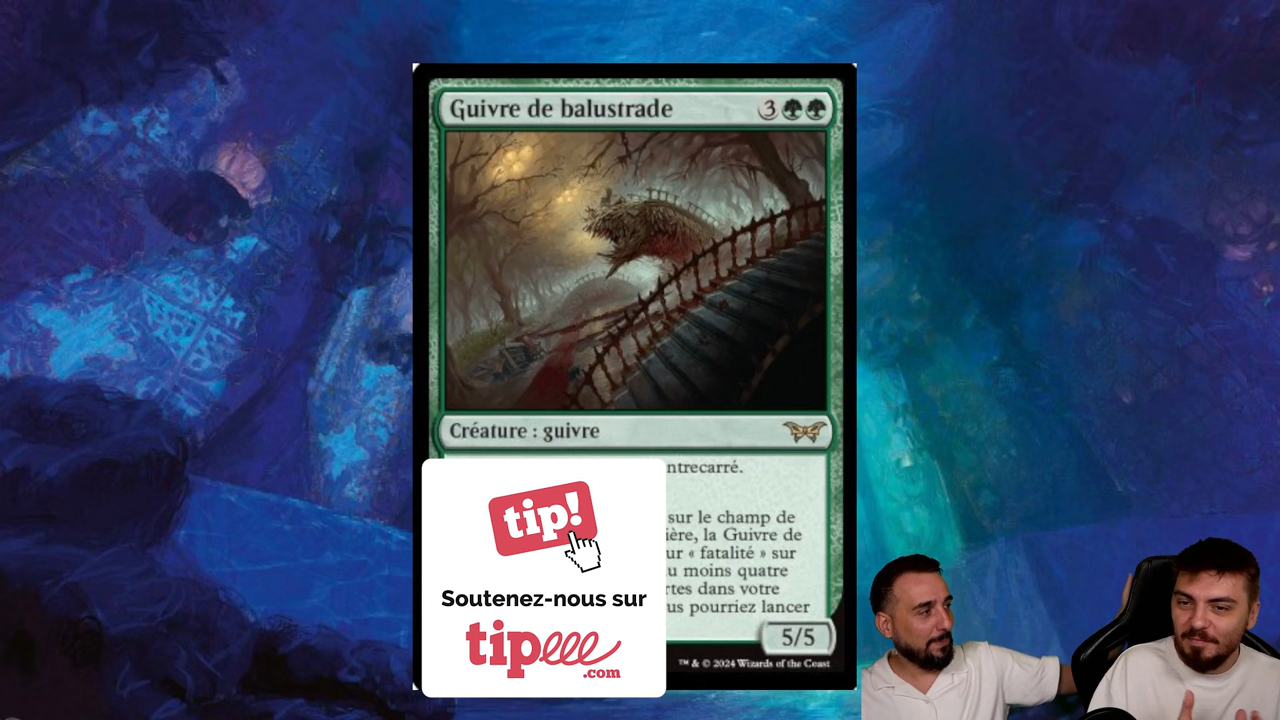 Guivre de balustrade
3
Créature : guivre
ntrecarré.
sur le champ de
ière, la Guivre de
ur « fatalité » sur
u moins quatre
rtes dans votre
us pourriez lancer
5/5
™ & © 2024 Wizards of the Coast
tip!
Soutenez-nous sur
tipeee
.com